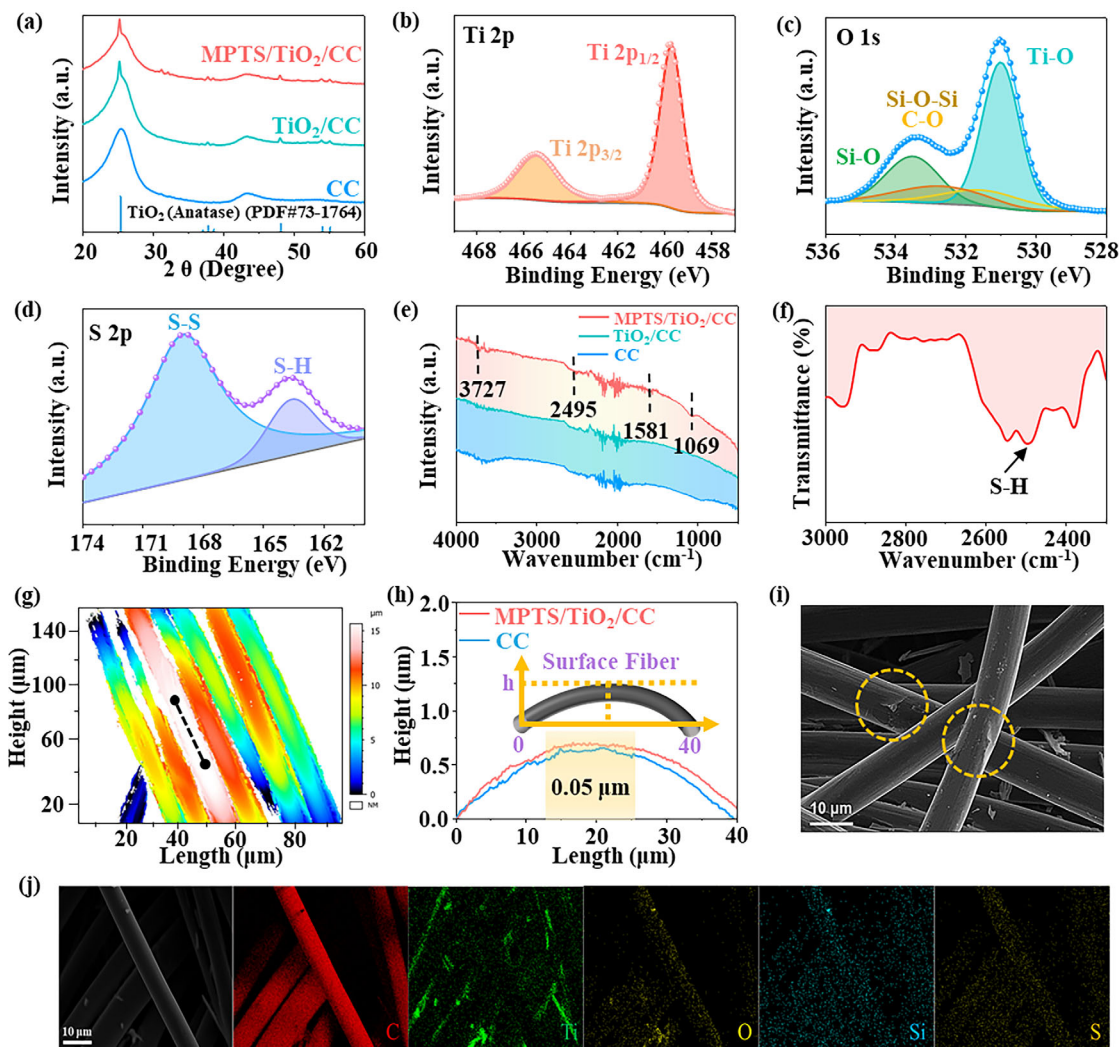 (a)
MPTS/TiO₂/CC
TiO₂/CC
CC
TiO₂ (Anatase) (PDF#73-1764)
20 30 40 50 60
2 θ (Degree)
Intensity (a.u.)
(b)
Ti 2p
Ti 2p₁/₂
Ti 2p₃/₂
468 466 464 462 460 458
Binding Energy (eV)
Intensity (a.u.)
(c)
O 1s
Ti-O
Si-O-Si
C-O
Si-O
536 534 532 530 528
Binding Energy (eV)
Intensity (a.u.)
(d)
S 2p
S-S
S-H
174 171 168 164 162
Binding Energy (eV)
Intensity (a.u.)
(e)
MPTS/TiO₂/CC
TiO₂/CC
CC
3727
2495
1581
1069
4000 3000 2000 1000
Wavenumber (cm⁻¹)
Intensity (a.u.)
(f)
S-H
3000 2800 2600 2400
Wavenumber (cm⁻¹)
Transmittance (%)
(g)
140
100
60
20
20 40 60 80
Length (μm)
Height (μm)
μm
15
10
5
0
NM
(h)
MPTS/TiO₂/CC
CC
Surface Fiber
h
0 40
0.05 μm
2.0
1.5
1.0
0.5
0.0
0 10 20 30 40
Length (μm)
Height (μm)
(i)
10 μm
(j)
10 μm
C
Ti
O
Si
S